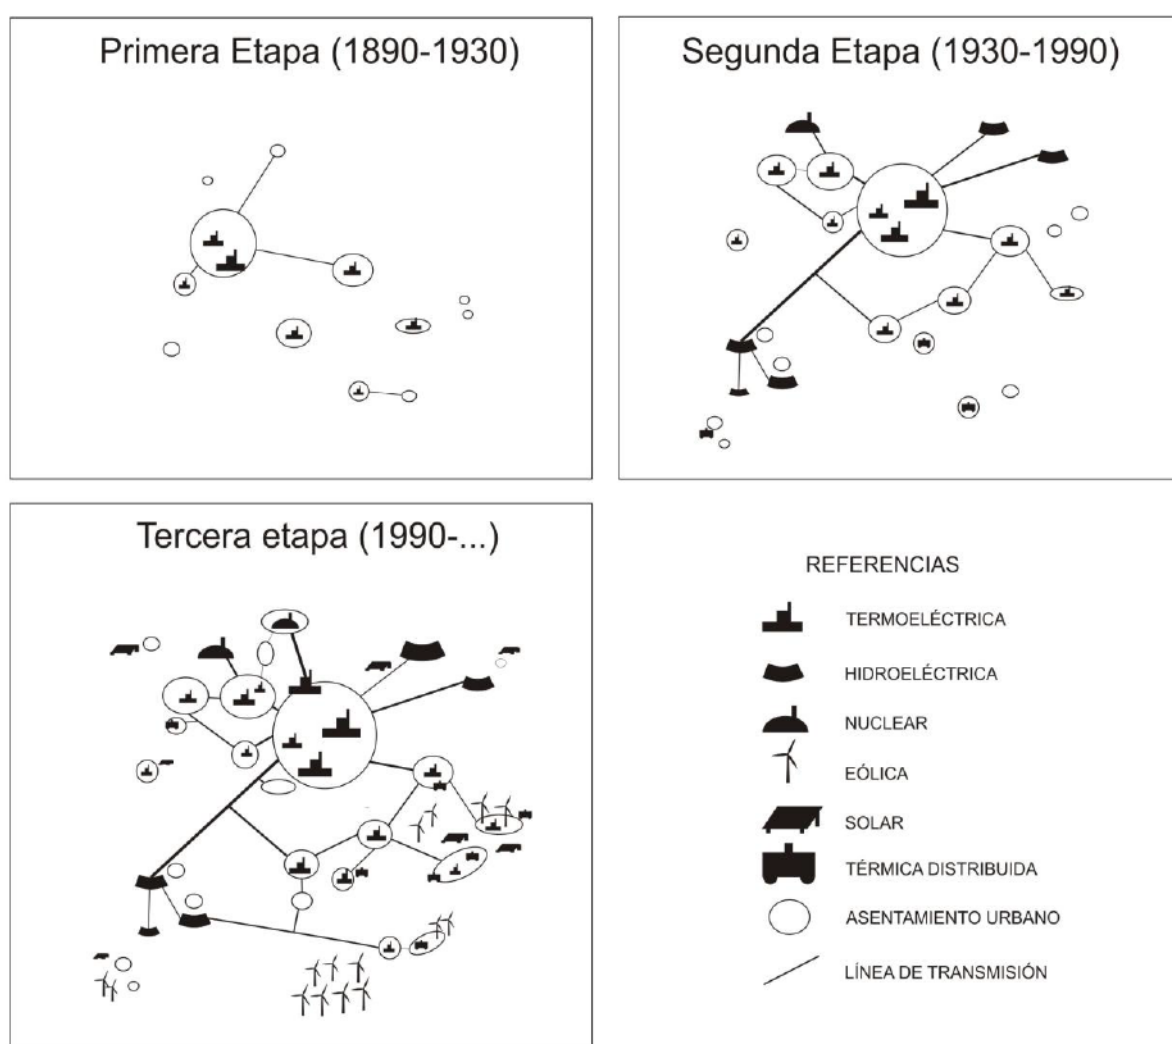 Primera Etapa (1890-1930)
Segunda Etapa (1930-1990)
Tercera etapa (1990-...)
REFERENCIAS
TERMOELÉCTRICA
HIDROELÉCTRICA
NUCLEAR
EÓLICA
SOLAR
TÉRMICA DISTRIBUIDA
ASENTAMIENTO URBANO
LÍNEA DE TRANSMISIÓN